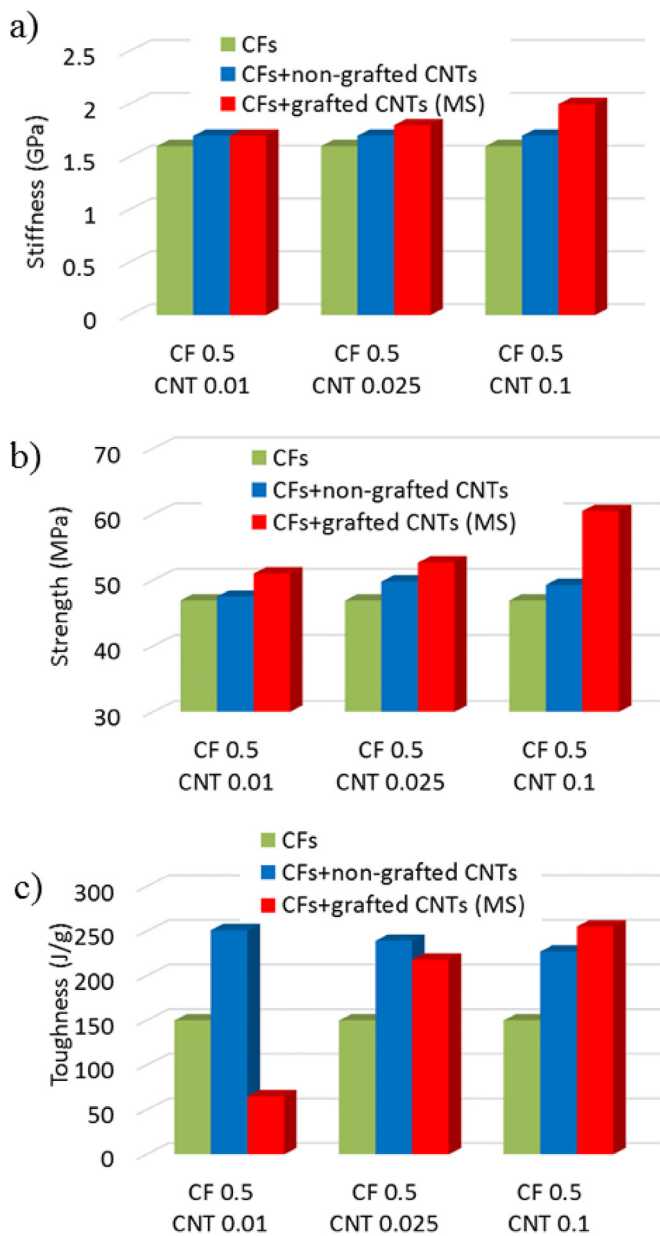 a)
CFs
CFs+non-grafted CNTs
CFs+grafted CNTs (MS)
Stiffness (GPa)
2.5
2
1.5
1
0.5
0
CF 0.5
CNT 0.01
CF 0.5
CNT 0.025
CF 0.5
CNT 0.1
b)
CFs
CFs+non-grafted CNTs
CFs+grafted CNTs (MS)
Strength (MPa)
70
60
50
40
30
CF 0.5
CNT 0.01
CF 0.5
CNT 0.025
CF 0.5
CNT 0.1
c)
CFs
CFs+non-grafted CNTs
CFs+grafted CNTs (MS)
Toughness (J/g)
300
250
200
150
100
50
0
CF 0.5
CNT 0.01
CF 0.5
CNT 0.025
CF 0.5
CNT 0.1